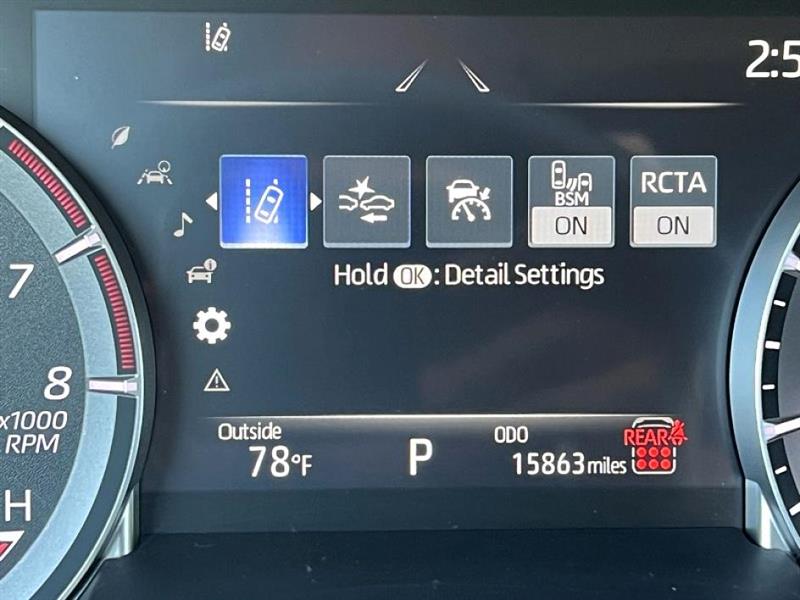 2:5
BSM
ON
RCTA
ON
Hold OK: Detail Settings
7
8
x1000
RPM
H
Outside
78°F
P
ODO
15863 miles
REAR